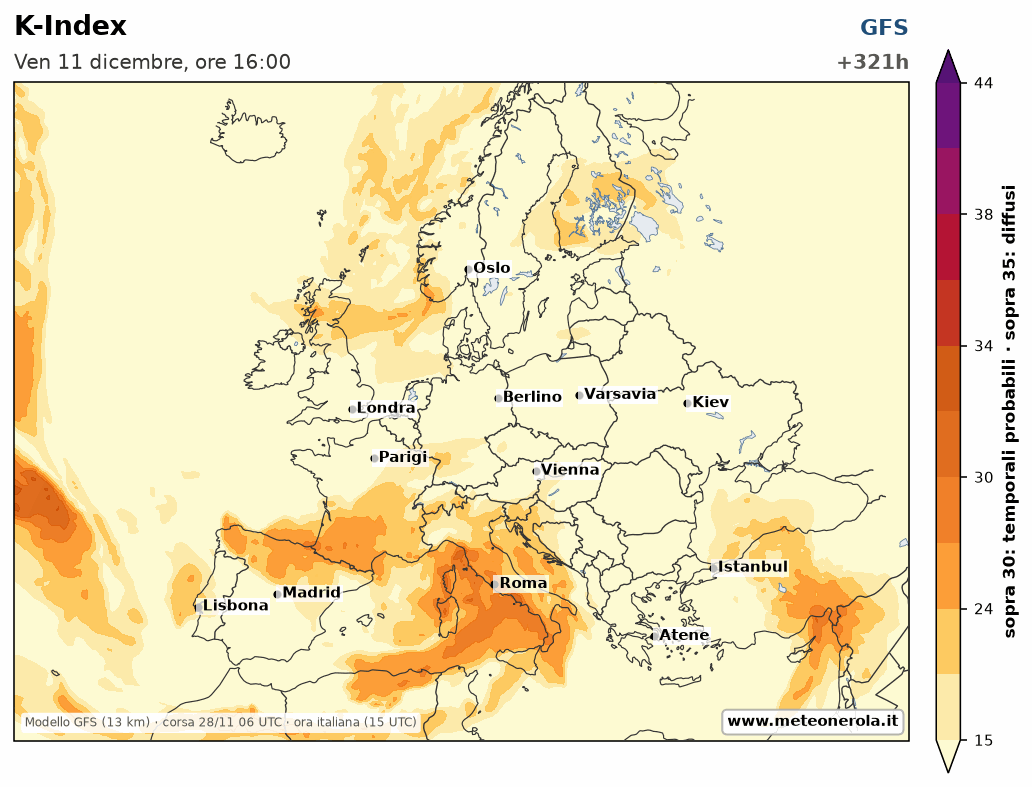 K-Index
GFS
Ven 11 dicembre, ore 16:00
+321h
44
38
34
30
24
15
sopra 30: temporali probabili · sopra 35: diffusi
Oslo
Londra
Berlino
Varsavia
Kiev
Parigi
Vienna
Istanbul
Roma
Madrid
Lisbona
Atene
Modello GFS (13 km) · corsa 28/11 06 UTC · ora italiana (15 UTC)
www.meteonerola.it